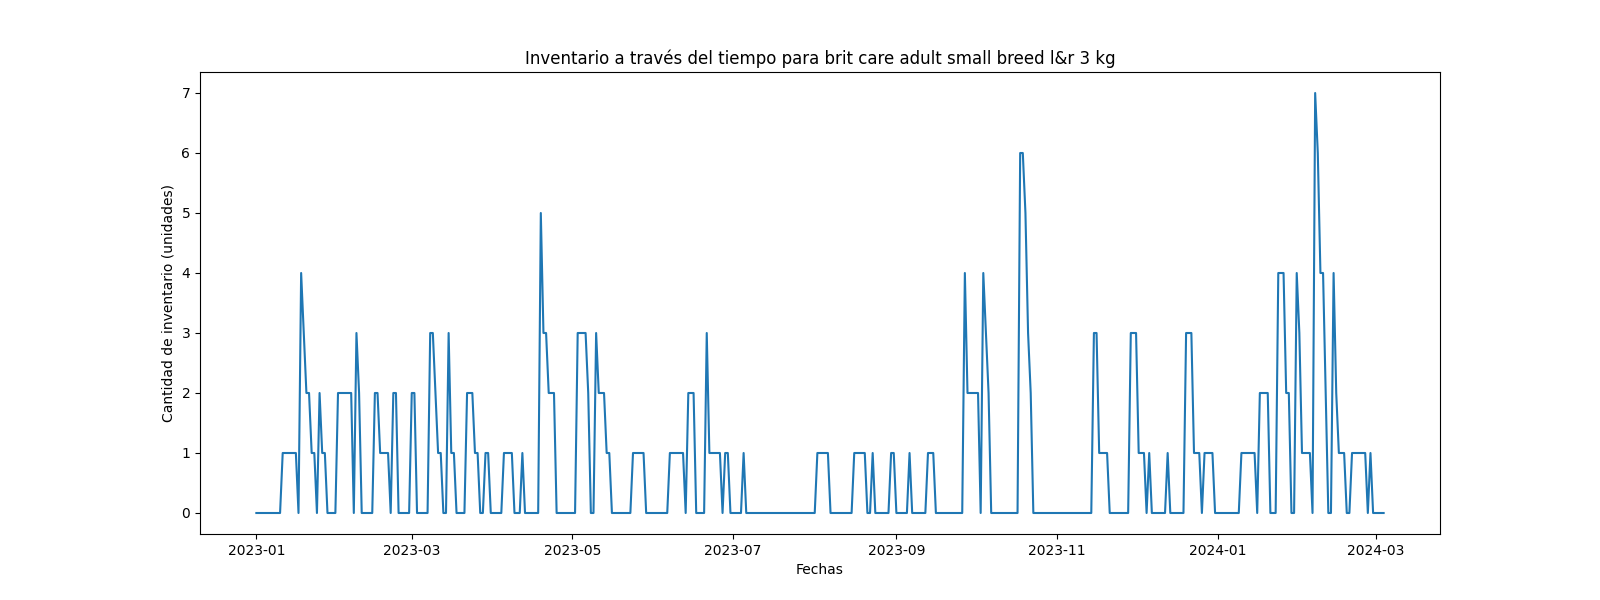 Inventario a través del tiempo para brit care adult small breed l&r 3 kg
Cantidad de inventario (unidades)
7
6
5
4
3
2
1
0
2023-01 2023-03 2023-05 2023-07 2023-09 2023-11 2024-01 2024-03
Fechas